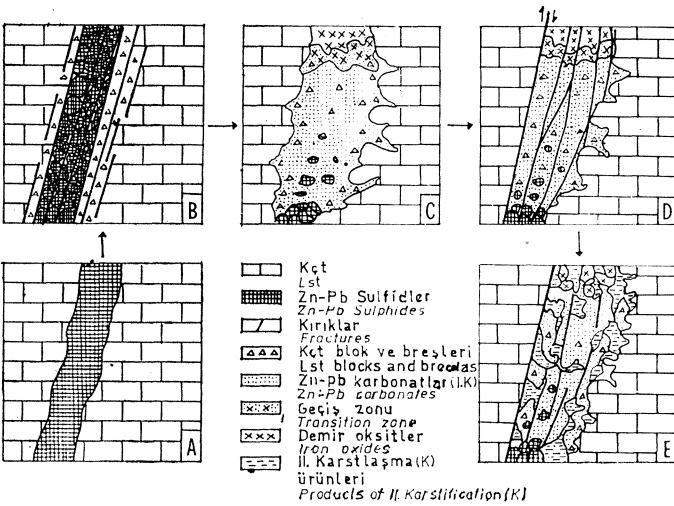 B
C
D
A
E
Kçt
Lst
Zn-Pb Sulfidler
Zn-Pb Sulphides
Kırıklar
Fractures
Kçt blok ve breşleri
Lst blocks and breccias
Zn-pb karbonatlar (I.K)
Zn-Pb carbonates
Geçiş zonu
Transition zone
Demir oksitler
Iron oxides
II. Karstlaşma (K)
ürünleri
Products of II. Karstification (K)